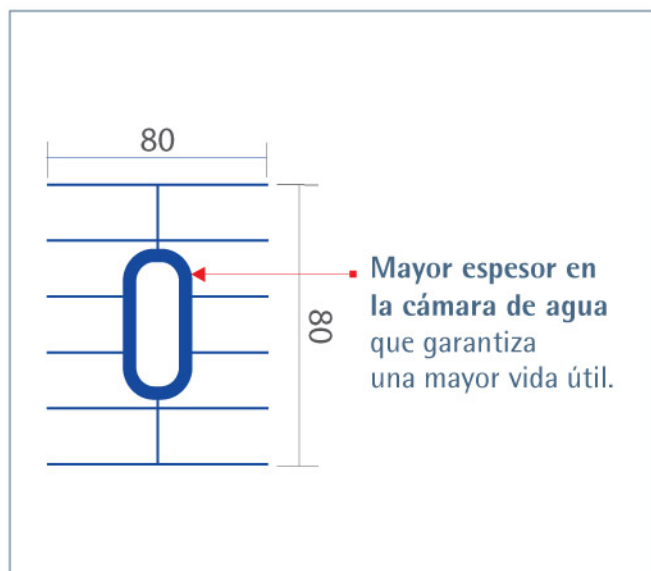 80
80
Mayor espesor en
la cámara de agua
que garantiza
una mayor vida útil.